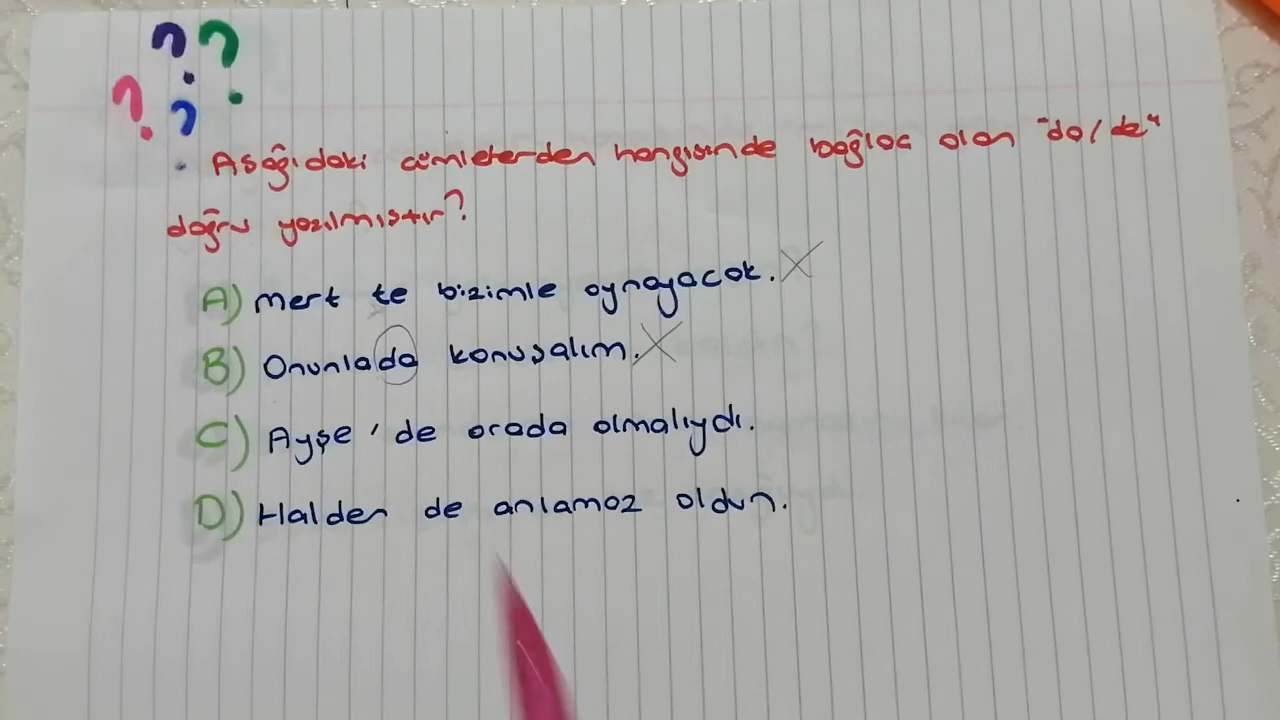 ? ? ? ?
Aşağıdaki cümlelerden hangisinde bağlaç olan "da/de"
doğru yazılmıştır?
A) Mert te bizimle oynayacak. X
B) Onunlada konuşalım. X
C) Ayşe 'de orada olmalıydı.
D) Halden de anlamaz oldun.